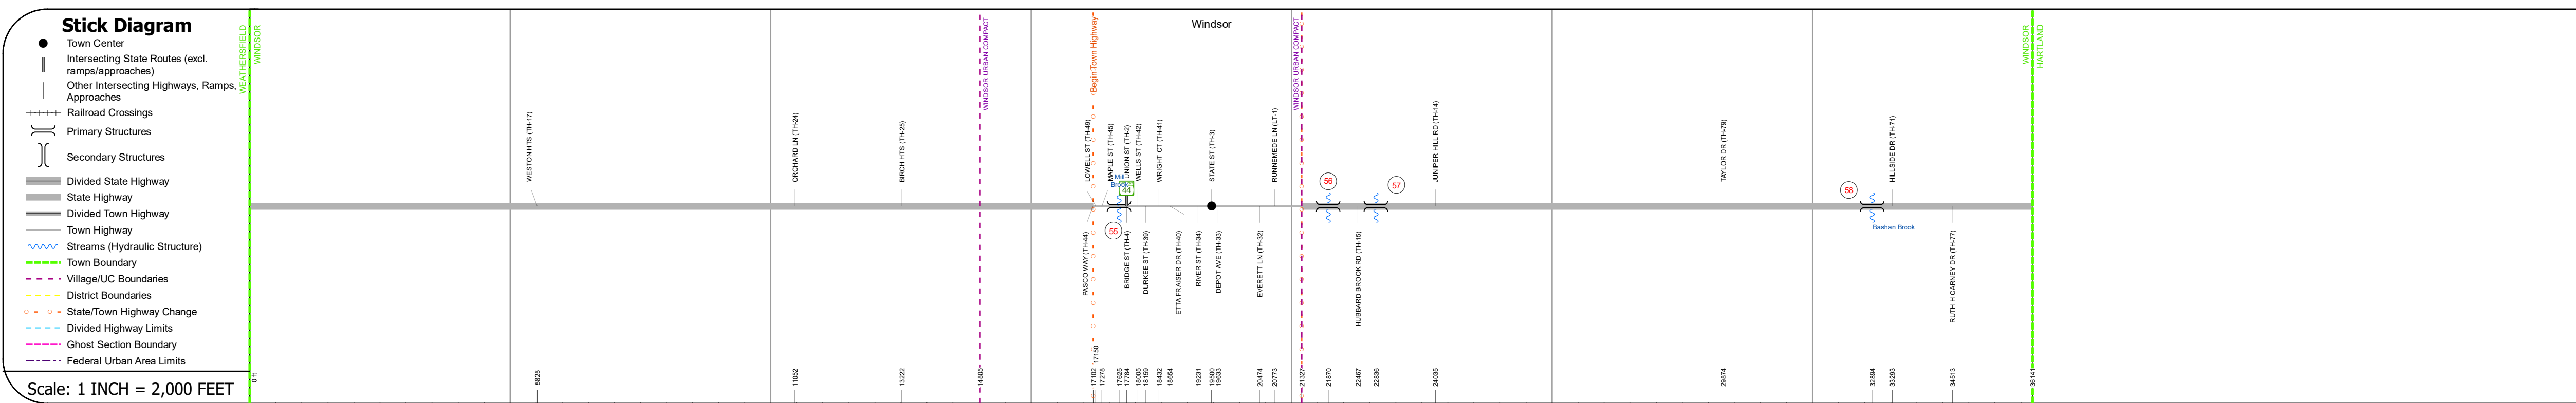 Stick Diagram
Town Center
Intersecting State Routes (excl.
ramps/approaches)
Other Intersecting Highways, Ramps,
Approaches
Railroad Crossings
Primary Structures
Secondary Structures
Divided State Highway
State Highway
Divided Town Highway
Town Highway
Streams (Hydraulic Structure)
Town Boundary
Village/UC Boundaries
District Boundaries
State/Town Highway Change
Divided Highway Limits
Ghost Section Boundary
Federal Urban Area Limits
Scale: 1 INCH = 2,000 FEET
WEATHERSFIELD
WINDSOR
WINDSOR URBAN COMPACT
Begin Town Highway
Windsor
WINDSOR URBAN COMPACT
WINDSOR
HARTLAND
WESTON HTS (TH-17)
ORCHARD LN (TH-24)
BIRCH HTS (TH-25)
LOWELL ST (TH-49)
MAPLE ST (TH-45)
UNION ST (TH-2)
WELLS ST (TH-42)
WRIGHT CT (TH-41)
STATE ST (TH-3)
RUNNEMEDE LN (LT-1)
JUNIPER HILL RD (TH-14)
TAYLOR DR (TH-79)
HILLSIDE DR (TH-71)
Mill
Brook
44
55
56
57
58
Bashan Brook
PASCO WAY (TH-44)
BRIDGE ST (TH-4)
DURKEE ST (TH-39)
ETTA FRAISER DR (TH-40)
RIVER ST (TH-34)
DEPOT AVE (TH-33)
EVERETT LN (TH-32)
HUBBARD BROOK RD (TH-15)
RUTH H CARNEY DR (TH-77)
0 ft
5825
11052
13222
14805
17102
17150
17278
17625
17784
18005
18159
18432
18654
19231
19500
19633
20474
20773
21327
21870
22467
22836
24035
29874
32894
33293
34513
36141